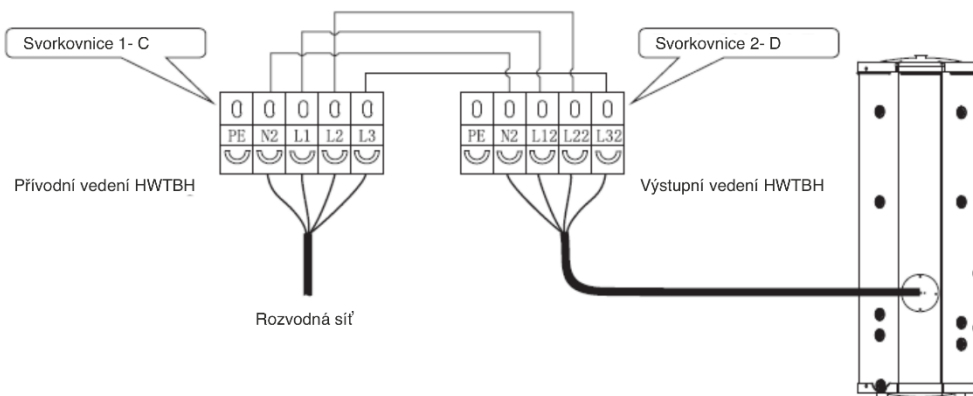 Svorkovnice 1- C
Svorkovnice 2- D
PE N2 L1 L2 L3
PE N2 L12 L22 L32
Přívodní vedení HWTBH
Výstupní vedení HWTBH
Rozvodná síť